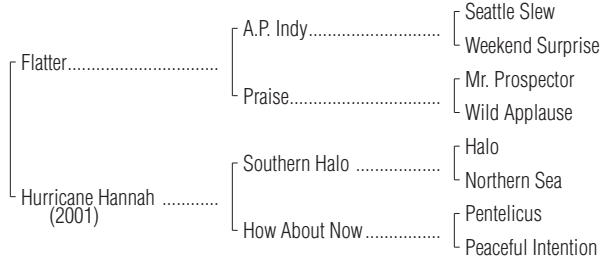 Seattle Slew
A.P. Indy..............................
Weekend Surprise
Flatter.................................
Mr. Prospector
Praise..................................
Wild Applause
Halo
Southern Halo ...................
Northern Sea
Hurricane Hannah ............
(2001)
Pentelicus
How About Now.................
Peaceful Intention